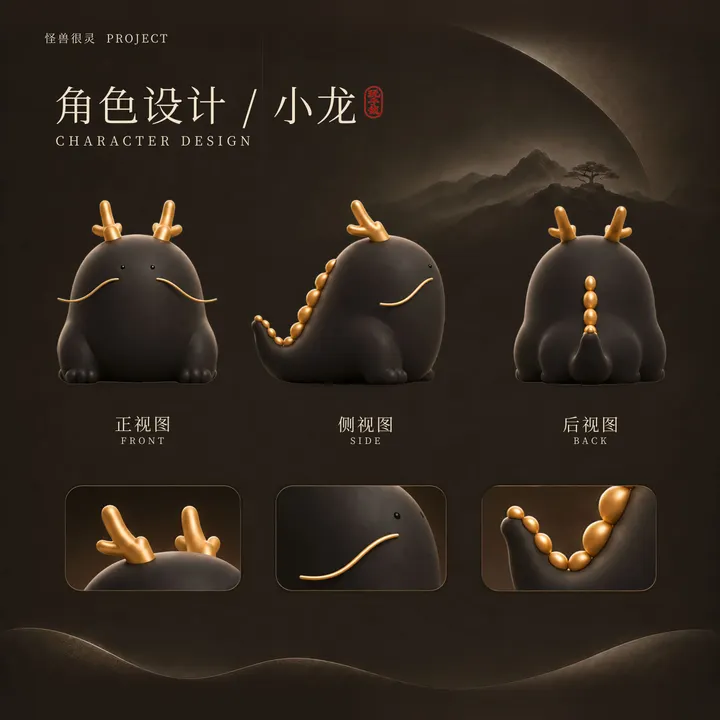 怪兽很灵 PROJECT
角色设计 / 小龙
CHARACTER DESIGN
正视图
FRONT
侧视图
SIDE
后视图
BACK